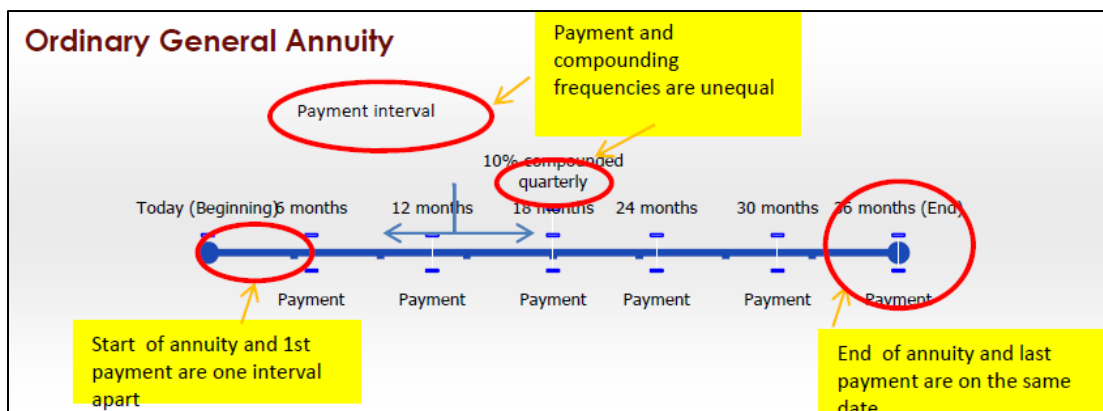 Ordinary General Annuity
Payment and
compounding
frequencies are unequal
Payment interval
10% compounded
quarterly
Today (Beginning) 6 months 12 months 18 months 24 months 30 months 36 months (End)
Payment Payment Payment Payment Payment Payment
Start of annuity and 1st
payment are one interval
apart
End of annuity and last
payment are on the same
date